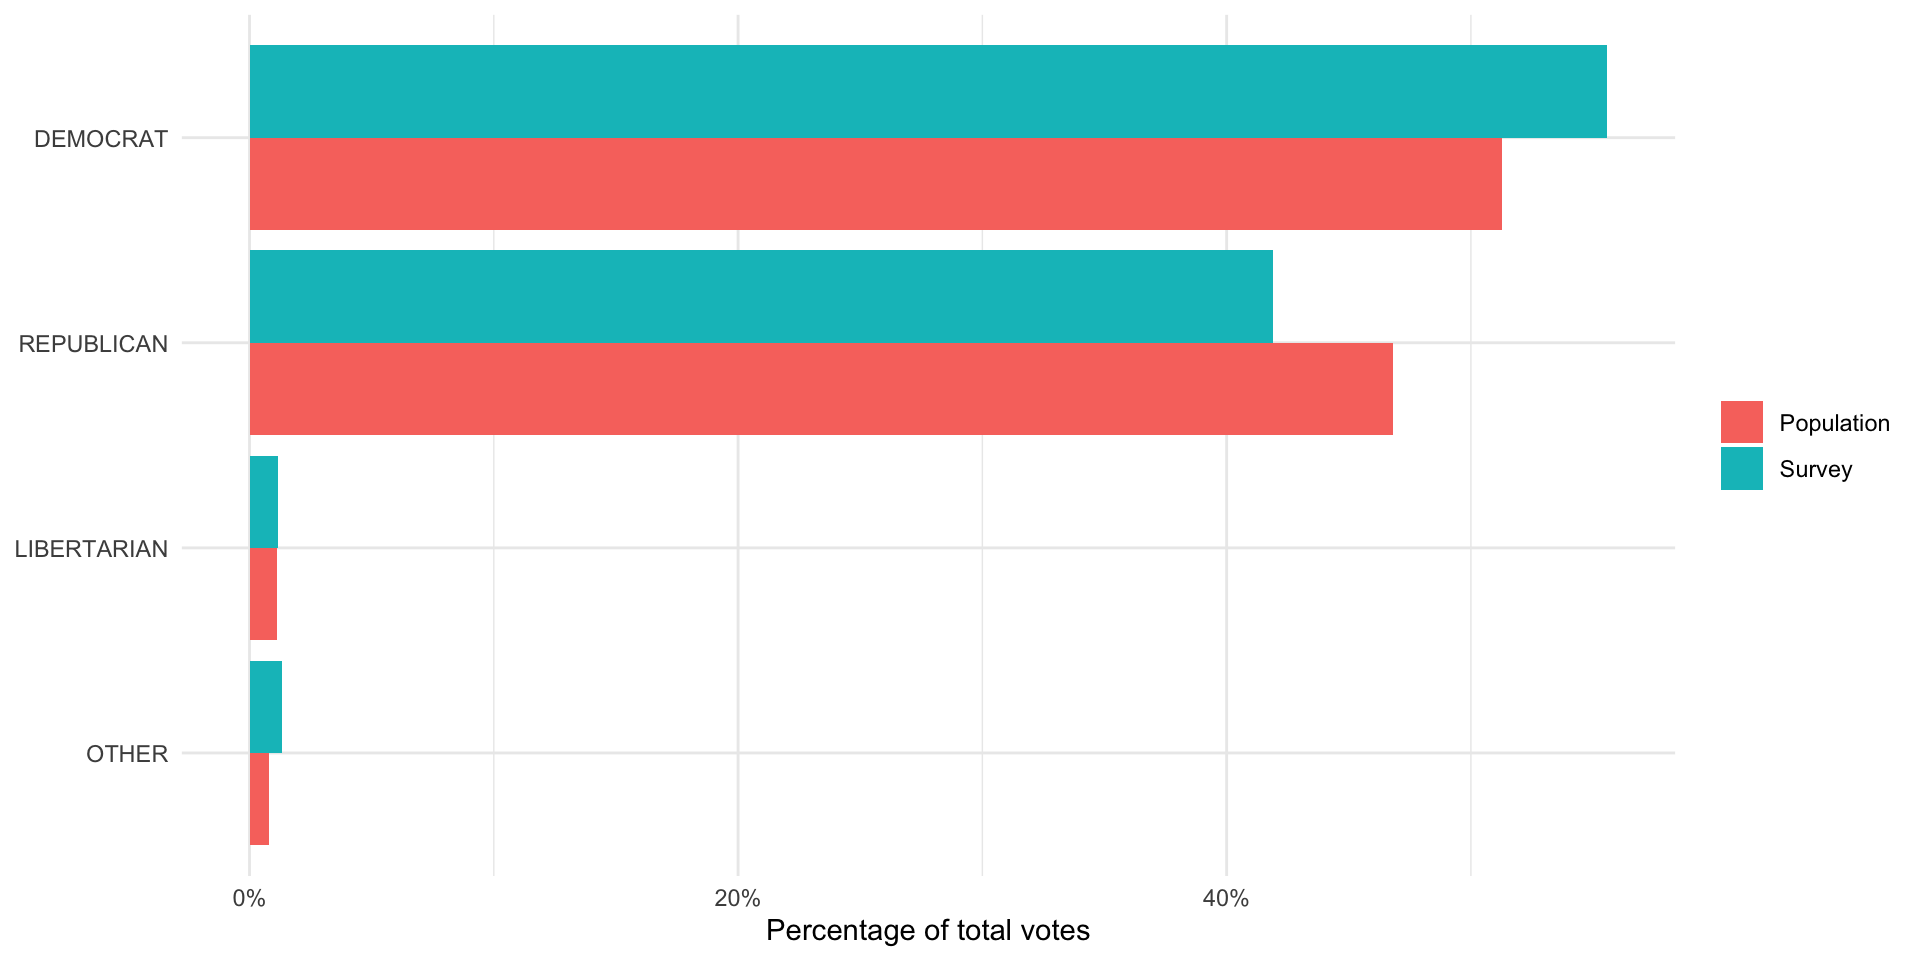 DEMOCRAT
REPUBLICAN
LIBERTARIAN
OTHER
0% 20% 40%
Percentage of total votes
Population
Survey